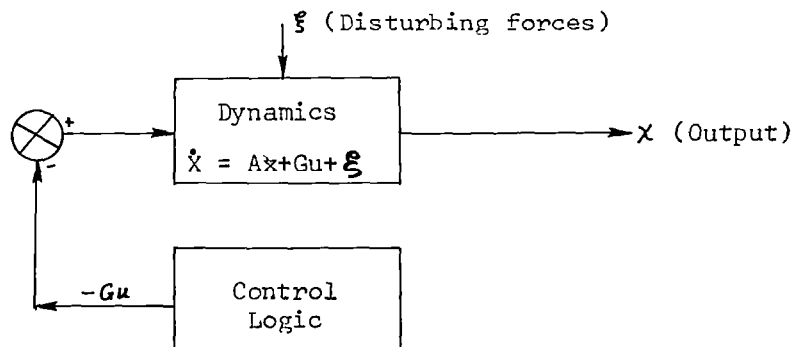 ξ (Disturbing forces)
Dynamics
Ẋ = Ax+Gu+ξ
+
-
χ (Output)
-Gu
Control
Logic